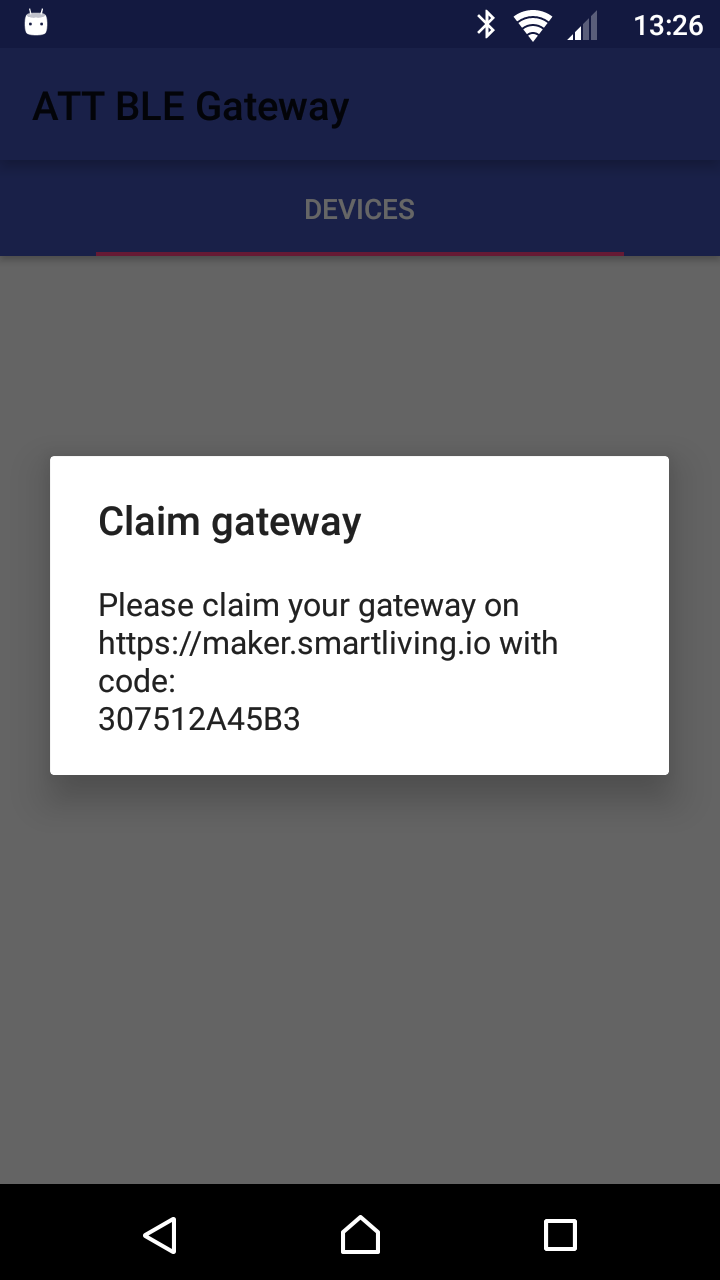 13:26
ATT BLE Gateway
DEVICES
Claim gateway
Please claim your gateway on
https://maker.smartliving.io with
code:
307512A45B3